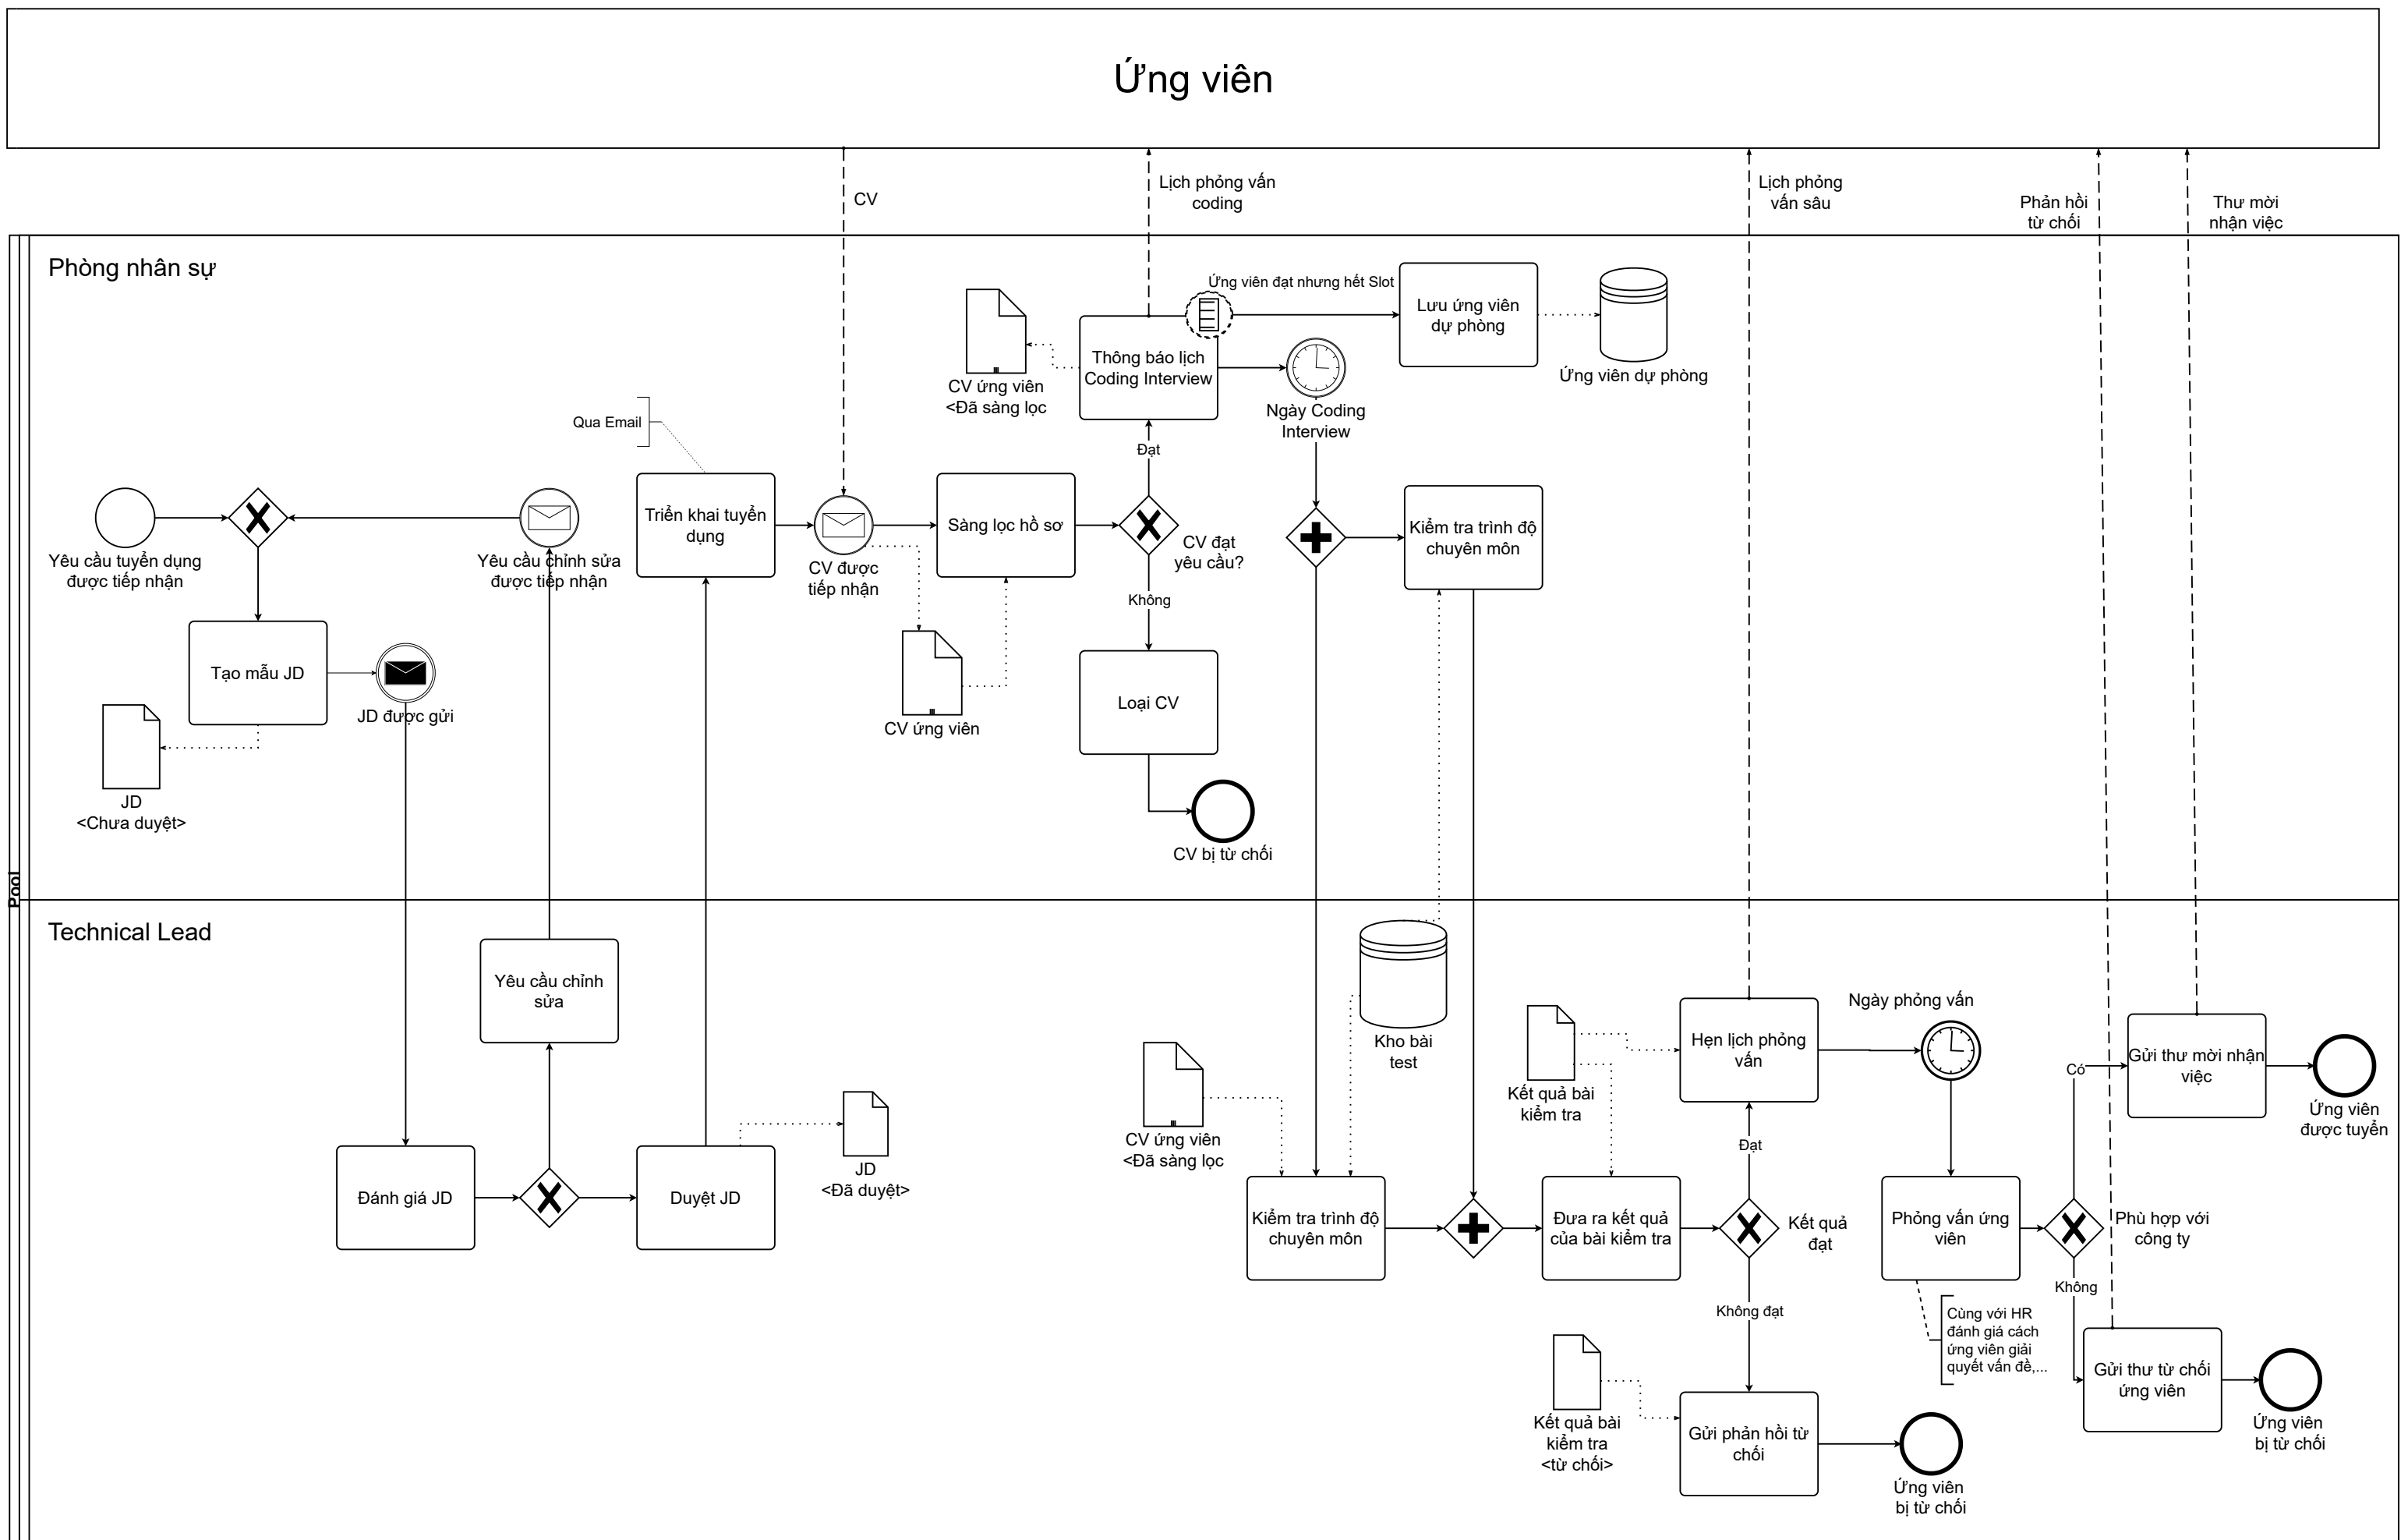 Ứng viên
CV
Lịch phỏng vấn
coding
Lịch phỏng
vấn sâu
Phản hồi
từ chối
Thư mời
nhận việc
Pool
Phòng nhân sự
Ứng viên đạt nhưng hết Slot
Lưu ứng viên
dự phòng
Ứng viên dự phòng
Thông báo lịch
Coding Interview
CV ứng viên
<Đã sàng lọc
Ngày Coding
Interview
Qua Email
Đạt
Yêu cầu tuyển dụng
được tiếp nhận
Yêu cầu chỉnh sửa
được tiếp nhận
Triển khai tuyển
dụng
CV được
tiếp nhận
Sàng lọc hồ sơ
CV đạt
yêu cầu?
Kiểm tra trình độ
chuyên môn
Không
Tạo mẫu JD
JD được gửi
CV ứng viên
Loại CV
JD
<Chưa duyệt>
CV bị từ chối
Technical Lead
Yêu cầu chỉnh
sửa
Kho bài
test
Kết quả bài
kiểm tra
Hẹn lịch phỏng
vấn
Ngày phỏng vấn
Có
Gửi thư mời nhận
việc
Ứng viên
được tuyển
CV ứng viên
<Đã sàng lọc
Đạt
Đánh giá JD
Duyệt JD
JD
<Đã duyệt>
Kiểm tra trình độ
chuyên môn
Đưa ra kết quả
của bài kiểm tra
Kết quả
đạt
Phỏng vấn ứng
viên
Phù hợp với
công ty
Không
Không đạt
Cùng với HR
đánh giá cách
ứng viên giải
quyết vấn đề,...
Gửi thư từ chối
ứng viên
Ứng viên
bị từ chối
Kết quả bài
kiểm tra
<từ chối>
Gửi phản hồi từ
chối
Ứng viên
bị từ chối